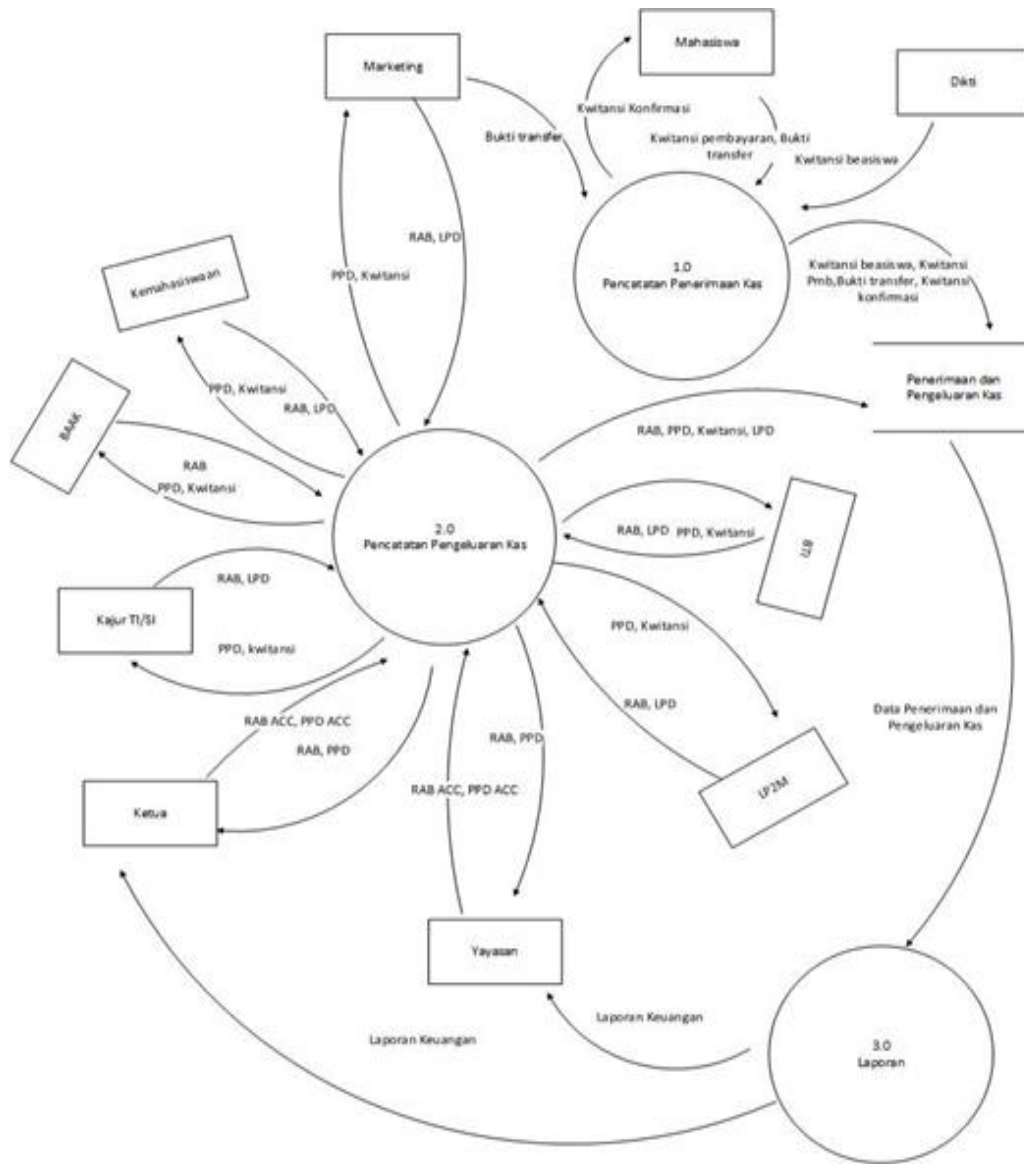 Marketing
Mahasiswa
Dikti
Kwitansi Konfirmasi
Bukti transfer
Kwitansi pembayaran, Bukti
transfer
Kwitansi beasiswa
RAB, LPD
PPD, Kwitansi
1.0
Pencatatan Penerimaan Kas
Kwitansi beasiswa, Kwitansi
Pmb,Bukti transfer, Kwitansi
konfirmasi
Kemahasiswaan
PPD, Kwitansi
RAB, LPD
Penerimaan dan
Pengeluaran Kas
BAAK
RAB
PPD, Kwitansi
RAB, PPD, Kwitansi, LPD
2.0
Pencatatan Pengeluaran Kas
RAB, LPD
PPD, Kwitansi
BTI
RAB, LPD
Kajur TI/SI
PPD, kwitansi
PPD, Kwitansi
RAB, LPD
RAB ACC, PPD ACC
RAB, PPD
RAB, PPD
RAB ACC, PPD ACC
Data Penerimaan dan
Pengeluaran Kas
LP2M
Ketua
Yayasan
Laporan Keuangan
Laporan Keuangan
3.0
Laporan